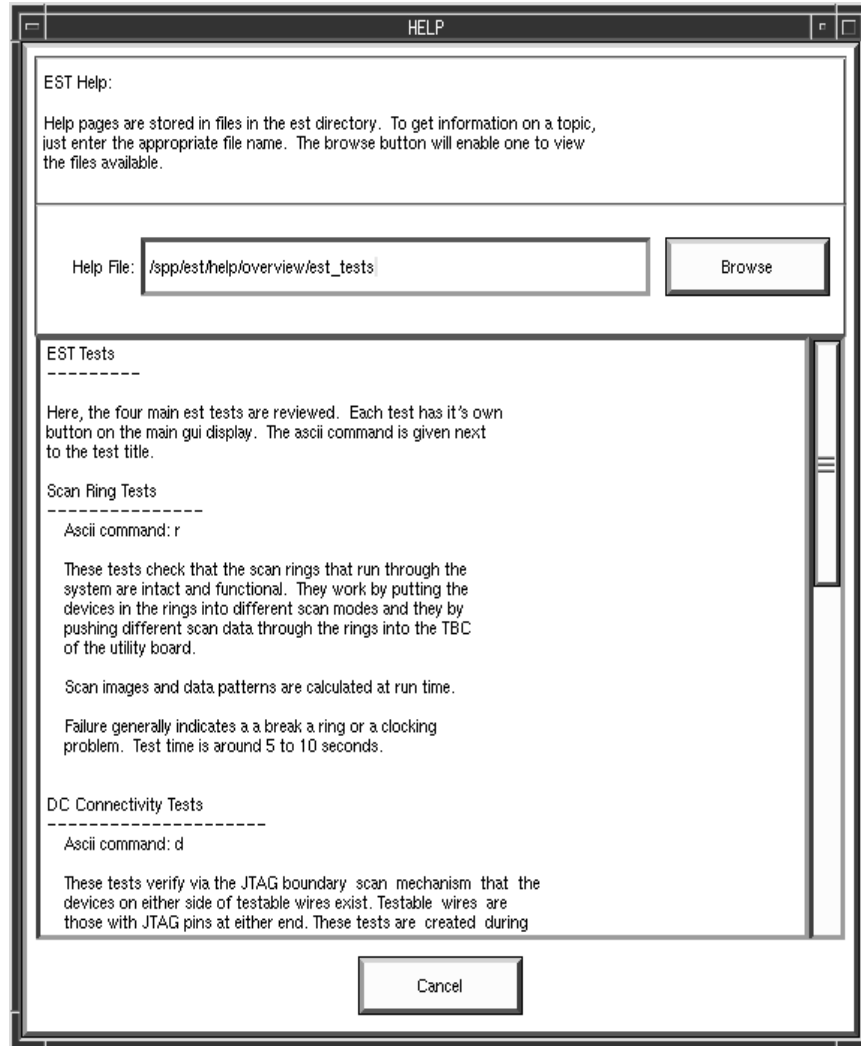 HELP
EST Help:
Help pages are stored in files in the est directory. To get information on a topic,
just enter the appropriate file name. The browse button will enable one to view
the files available.
Help File: /spp/est/help/overview/est_tests Browse
EST Tests
---------
Here, the four main est tests are reviewed. Each test has it's own
button on the main gui display. The ascii command is given next
to the test title.
Scan Ring Tests
---------------
Ascii command: r
These tests check that the scan rings that run through the
system are intact and functional. They work by putting the
devices in the rings into different scan modes and they by
pushing different scan data through the rings into the TBC
of the utility board.
Scan images and data patterns are calculated at run time.
Failure generally indicates a a break a ring or a clocking
problem. Test time is around 5 to 10 seconds.
DC Connectivity Tests
---------------------
Ascii command: d
These tests verify via the JTAG boundary scan mechanism that the
devices on either side of testable wires exist. Testable wires are
those with JTAG pins at either end. These tests are created during
Cancel